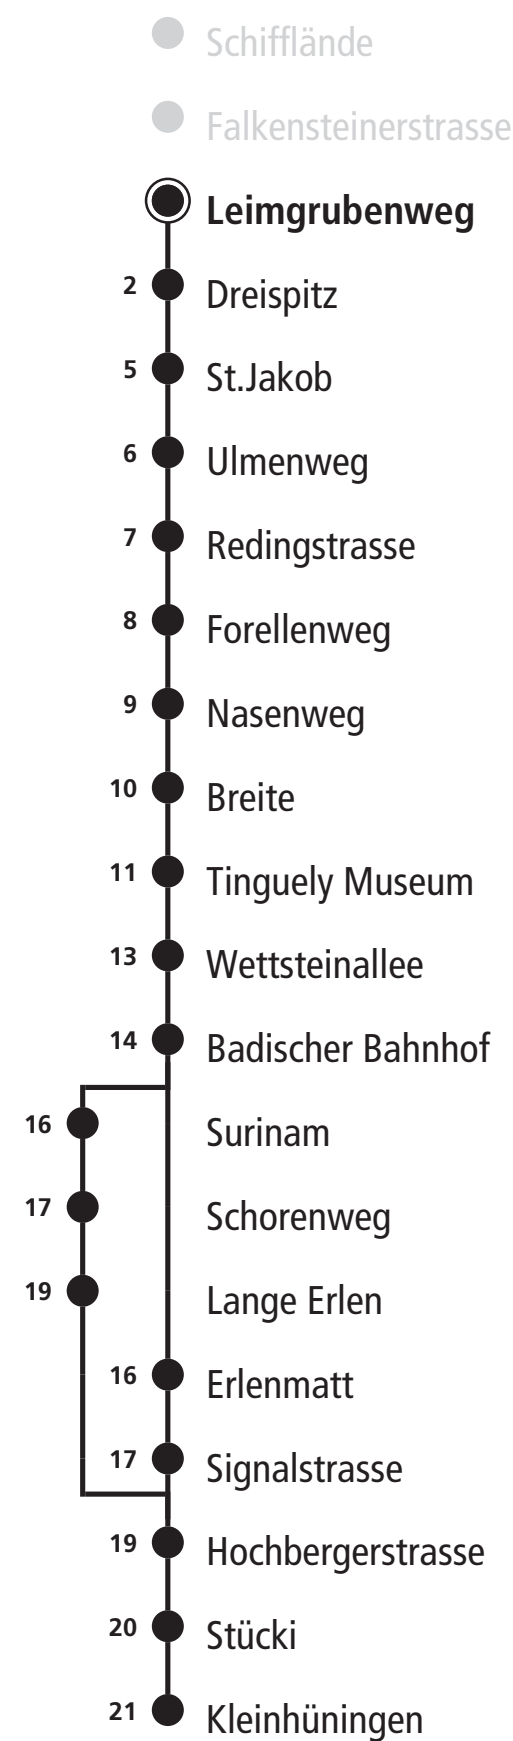 Schifflände
Falkensteinerstrasse
Leimgrubenweg
2 Dreispitz
5 St.Jakob
6 Ulmenweg
7 Redingstrasse
8 Forellenweg
9 Nasenweg
10 Breite
11 Tinguely Museum
13 Wettsteinallee
14 Badischer Bahnhof
16 Surinam
17 Schorenweg
19 Lange Erlen
16 Erlenmatt
17 Signalstrasse
19 Hochbergerstrasse
20 Stücki
21 Kleinhüningen